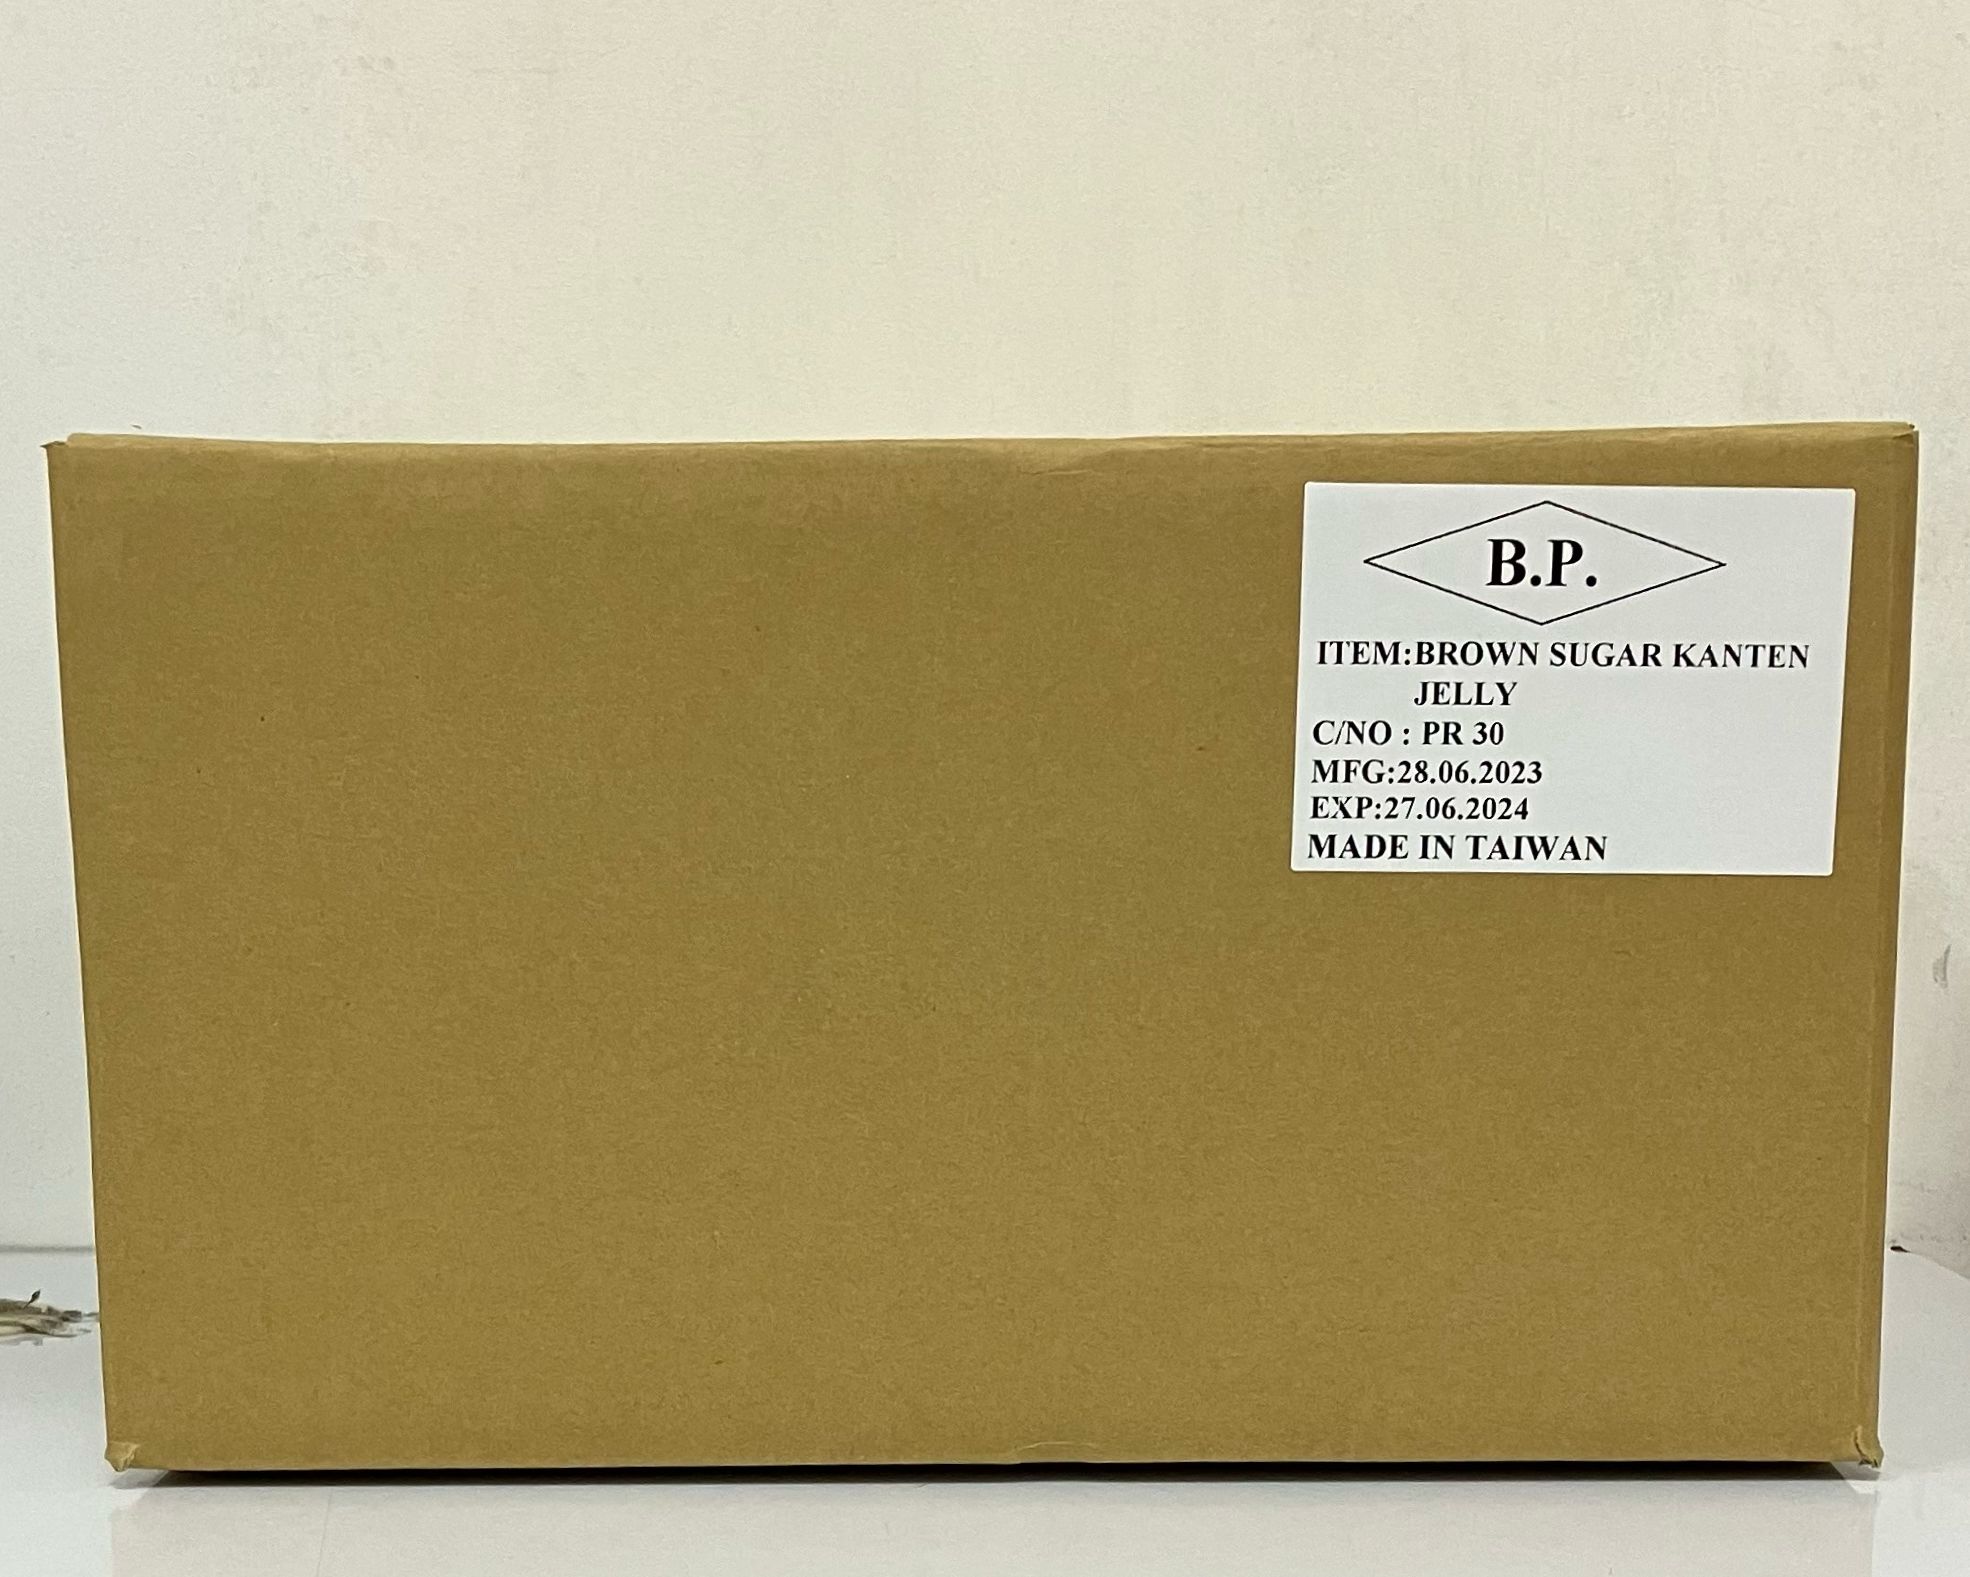 B.P.
ITEM:BROWN SUGAR KANTEN
JELLY
C/NO : PR 30
MFG:28.06.2023
EXP:27.06.2024
MADE IN TAIWAN